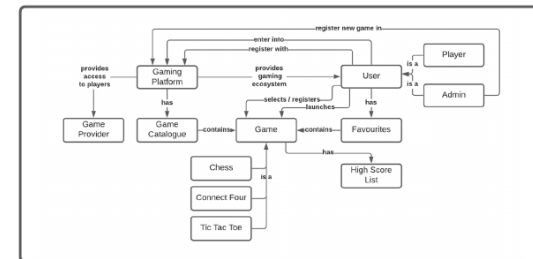 register new game in
enter into
register with
provides
access
to players
Gaming
Platform
provides
gaming
ecosystem
User
is a
is a
Player
Admin
selects / registers
launches
has
has
Game
Provider
Game
Catalogue
contains
Game
contains
Favourites
has
High Score
List
Chess
is a
Connect Four
Tic Tac Toe